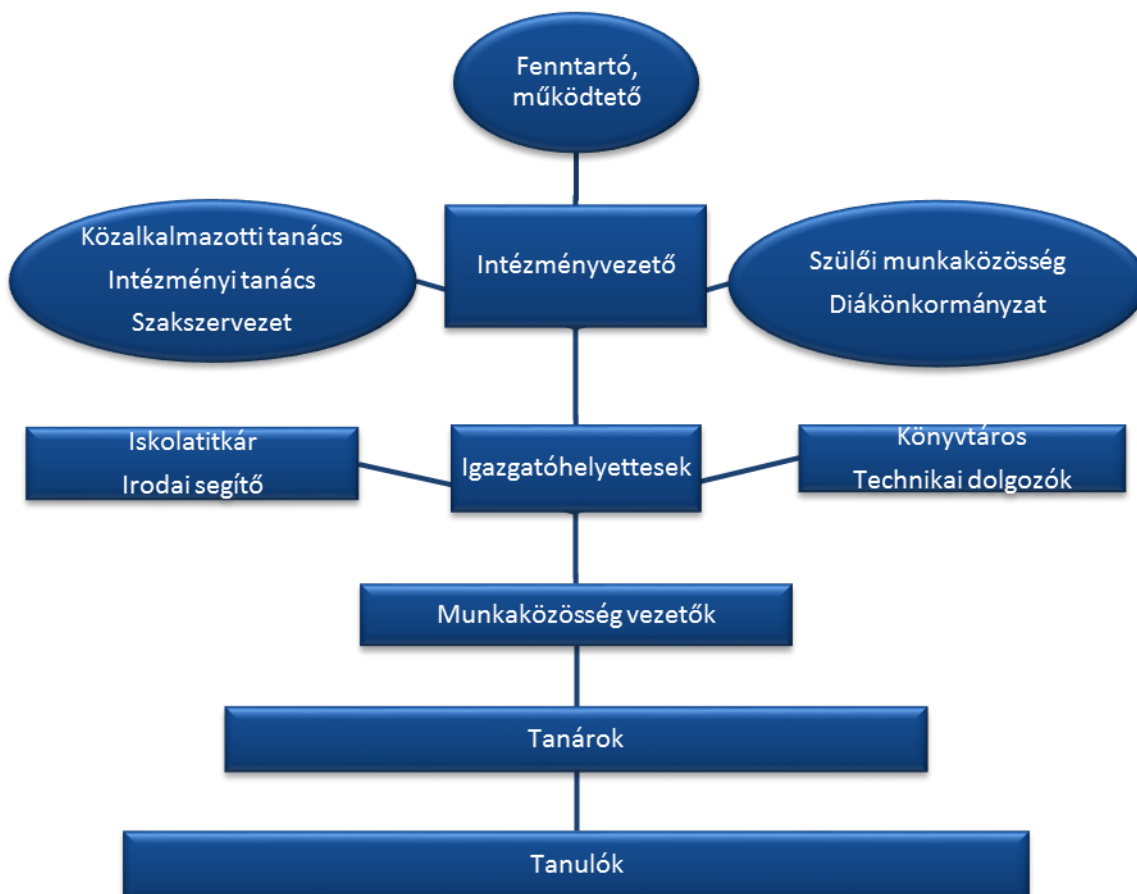 Fenntartó,
működtető
Közalkalmazotti tanács
Intézményi tanács
Szakszervezet
Intézményvezető
Szülői munkaközösség
Diákönkormányzat
Iskolatitkár
Irodai segítő
Igazgatóhelyettesek
Könyvtáros
Technikai dolgozók
Munkaközösség vezetők
Tanárok
Tanulók